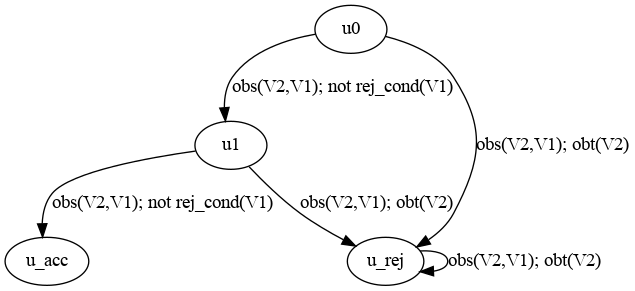 u0
obs(V2,V1); not rej_cond(V1)
obs(V2,V1); obt(V2)
u1
obs(V2,V1); not rej_cond(V1)
obs(V2,V1); obt(V2)
u_acc
u_rej
obs(V2,V1); obt(V2)